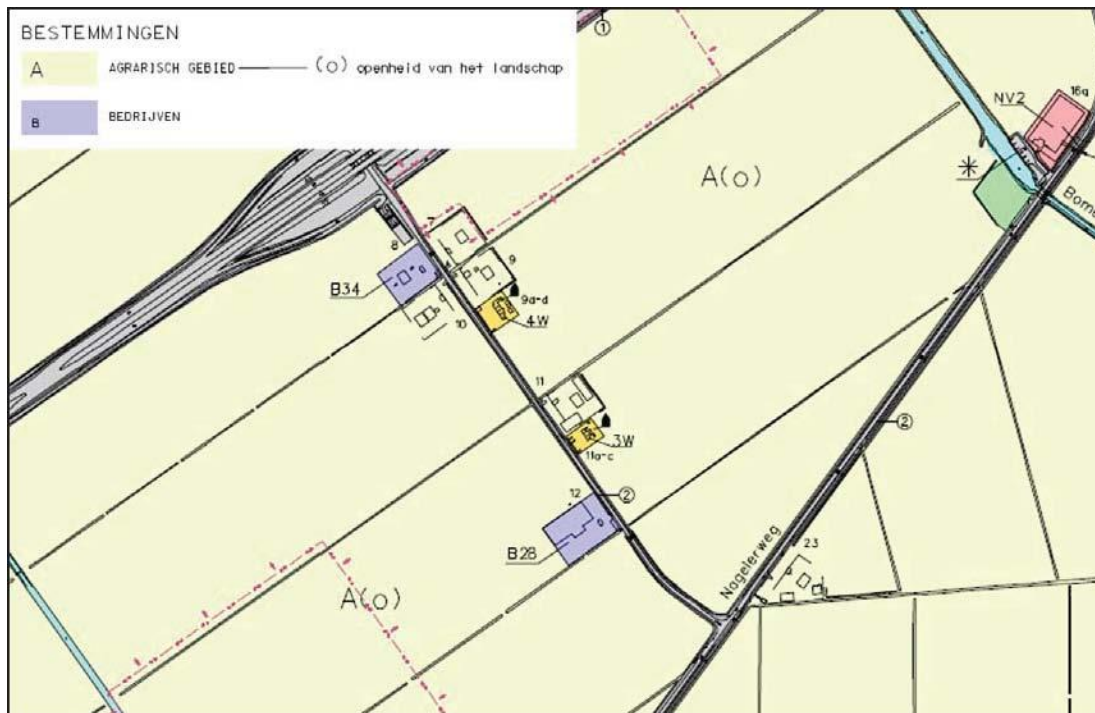 BESTEMMINGEN
A AGRARISCH GEBIED (o) openheid van het landschap
B BEDRIJVEN
1
16a
NV2
A(o)
*
7
8
9
B34
9a-d
4W
10
11
3W
11a-c
2
12
2
B28
23
Nagelerweg
A(o)